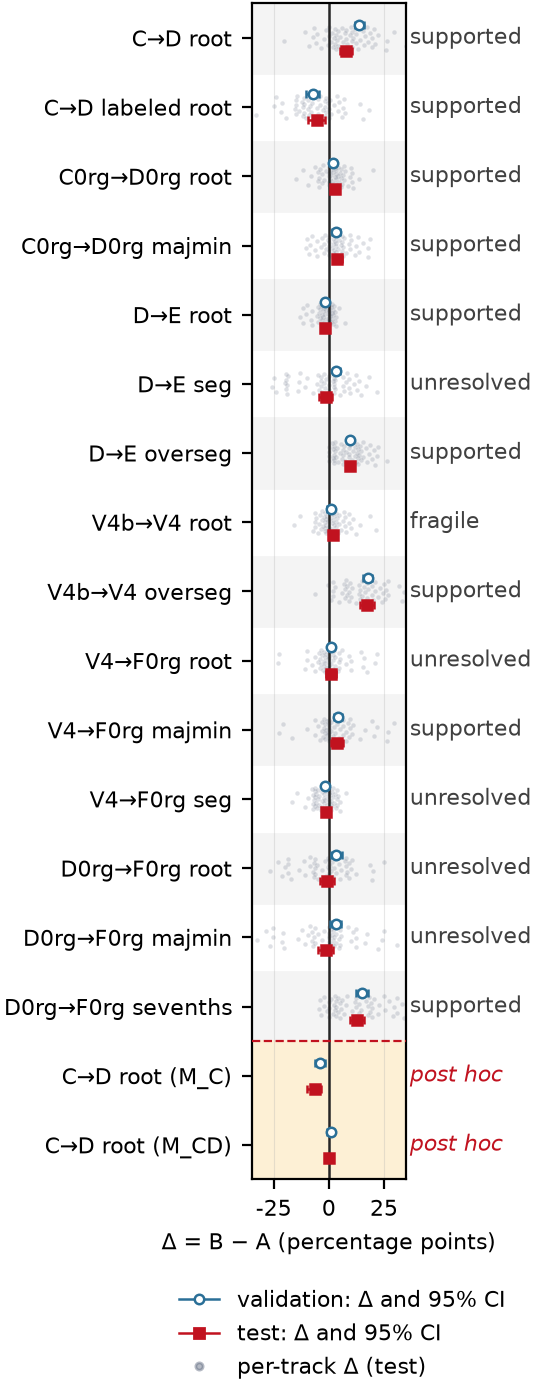 C→D root supported
C→D labeled root supported
C0rg→D0rg root supported
C0rg→D0rg majmin supported
D→E root supported
D→E seg unresolved
D→E overseg supported
V4b→V4 root fragile
V4b→V4 overseg supported
V4→F0rg root unresolved
V4→F0rg majmin supported
V4→F0rg seg unresolved
D0rg→F0rg root unresolved
D0rg→F0rg majmin unresolved
D0rg→F0rg sevenths supported
C→D root (M_C) post hoc
C→D root (M_CD) post hoc
-25 0 25
Δ = B − A (percentage points)
validation: Δ and 95% CI
test: Δ and 95% CI
per-track Δ (test)